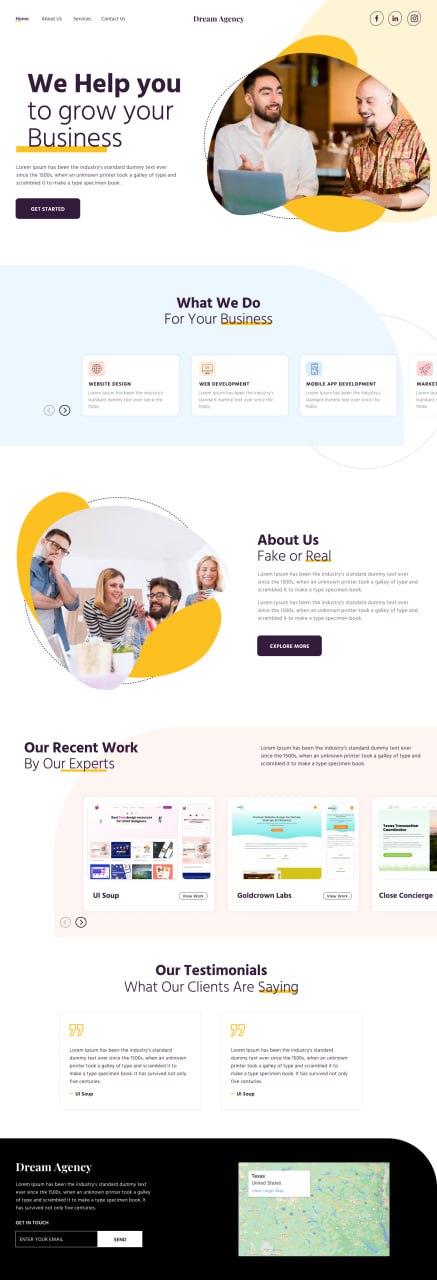 Home About Us Services Contact Us
Dream Agency
We Help you
to grow your
Business
Lorem Ipsum has been the industry's standard dummy text ever
since the 1500s, when an unknown printer took a galley of type and
scrambled it to make a type specimen book.
GET STARTED
What We Do
For Your Business
WEBSITE DESIGN
Lorem Ipsum has been the industry's
standard dummy text ever since the
1500s.
WEB DEVELOPMENT
Lorem Ipsum has been the industry's
standard dummy text ever since the
1500s.
MOBILE APP DEVELOPMENT
Lorem Ipsum has been the industry's
standard dummy text ever since the
1500s.
MARKET
Lorem Ipsum
standard
1500s.
About Us
Fake or Real
Lorem Ipsum has been the industry's standard dummy text ever
since the 1500s, when an unknown printer took a galley of type and
scrambled it to make a type specimen book.
Lorem Ipsum has been the industry's standard dummy text ever
since the 1500s, when an unknown printer took a galley of type and
scrambled it to make a type specimen book.
EXPLORE MORE
Our Recent Work
By Our Experts
Lorem Ipsum has been the industry's standard dummy text ever
since the 1500s, when an unknown printer took a galley of type and
scrambled it to make a type specimen book.
Best Free design resources
for UI/UX designers.
Texas Transaction
Coordinator
UI Soup
View Work
Goldcrown Labs
View Work
Close Concierge
Our Testimonials
What Our Clients Are Saying
Lorem Ipsum has been the industry's
standard dummy text ever since the
1500s, when an unknown printer took a
galley of type and scrambled it to
make a type specimen book. It has survived not only
five centuries.
— UI Soup
Lorem Ipsum has been the industry's
standard dummy text ever since the
1500s, when an unknown printer took a
galley of type and scrambled it to
make a type specimen book. It has survived not only
five centuries.
— UI Soup
Dream Agency
Lorem Ipsum has been the industry's standard dummy text
ever since the 1500s, when an unknown printer took a galley
of type and scrambled it to make a type specimen book. It
has survived not only five centuries.
GET IN TOUCH
ENTER YOUR EMAIL
SEND
Texas
United States
View Larger Map